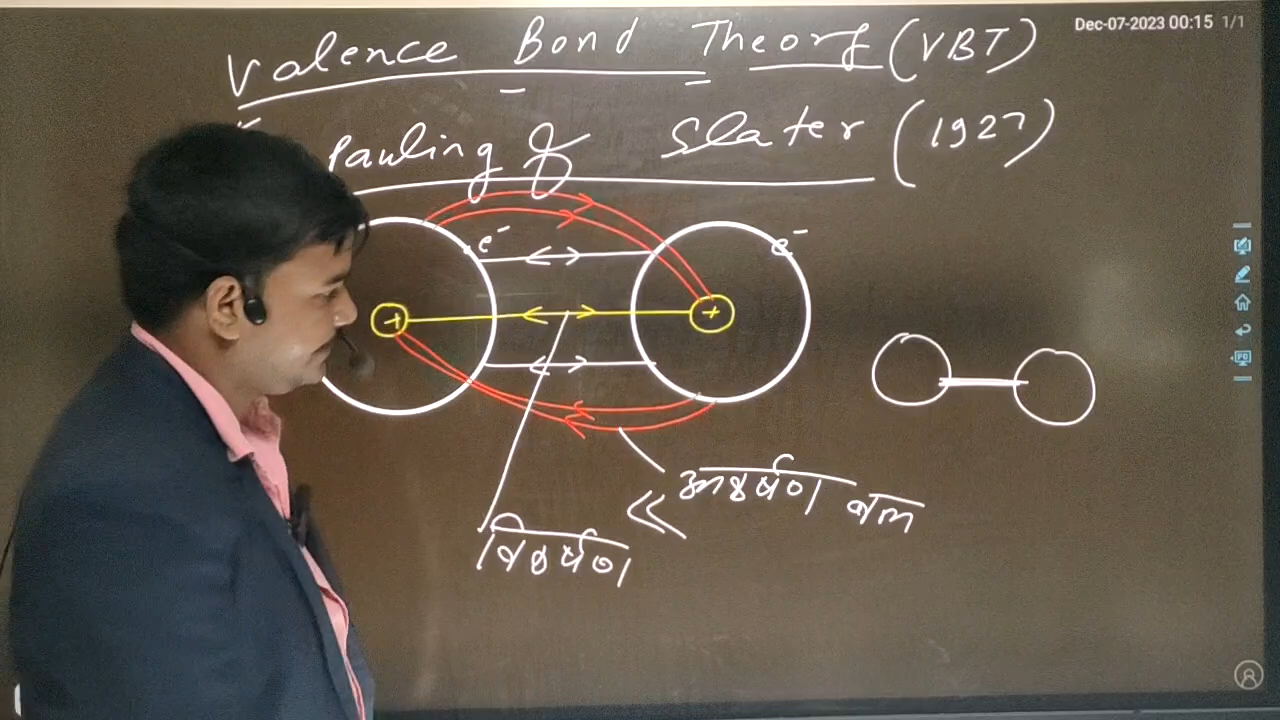 Dec-07-2023 00:15 1/1
Valence Bond Theory (VBT)
Pauling & Slater (1927)
e⁻ e⁻
+ +
आकर्षण बल
<<
विकर्षण